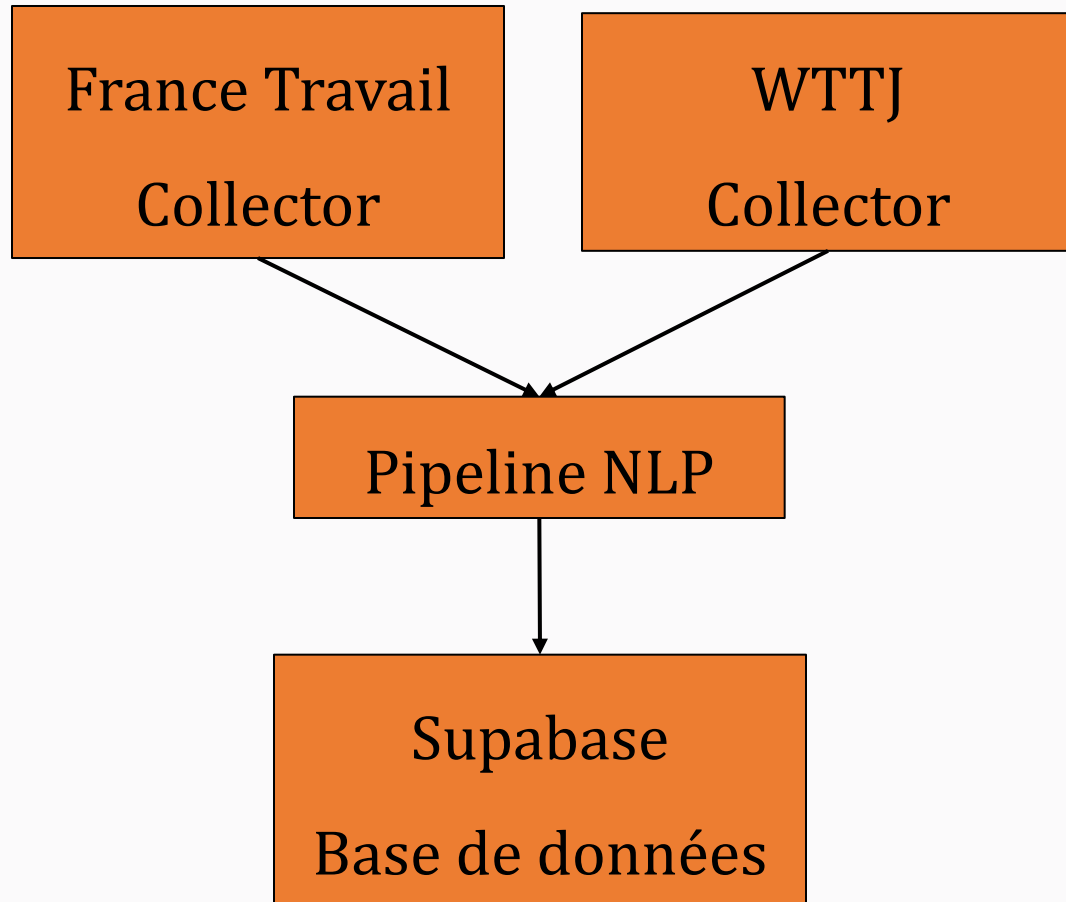 France Travail
Collector
WTTJ
Collector
Pipeline NLP
Supabase
Base de données